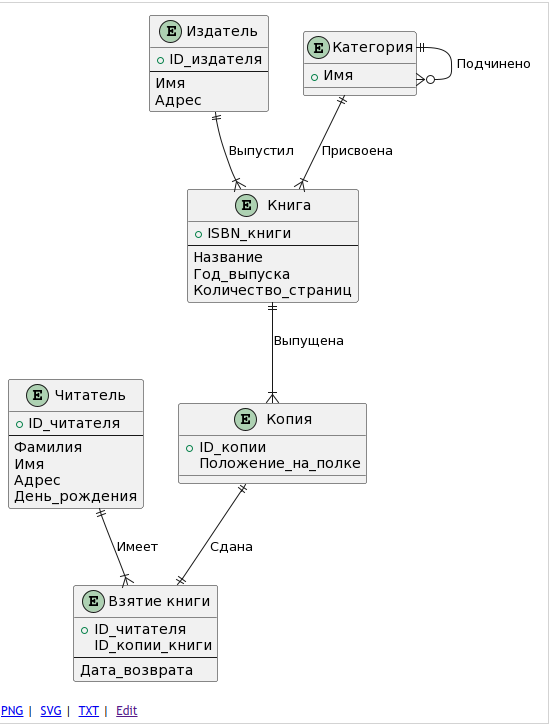 E Издатель
ID_издателя
Имя
Адрес
E Категория
Имя
Подчинено
Выпустил
Присвоена
E Книга
ISBN_книги
Название
Год_выпуска
Количество_страниц
Выпущена
E Читатель
ID_читателя
Фамилия
Имя
Адрес
День_рождения
E Копия
ID_копии
Положение_на_полке
Имеет
Сдана
E Взятие книги
ID_читателя
ID_копии_книги
Дата_возврата
PNG | SVG | TXT | Edit